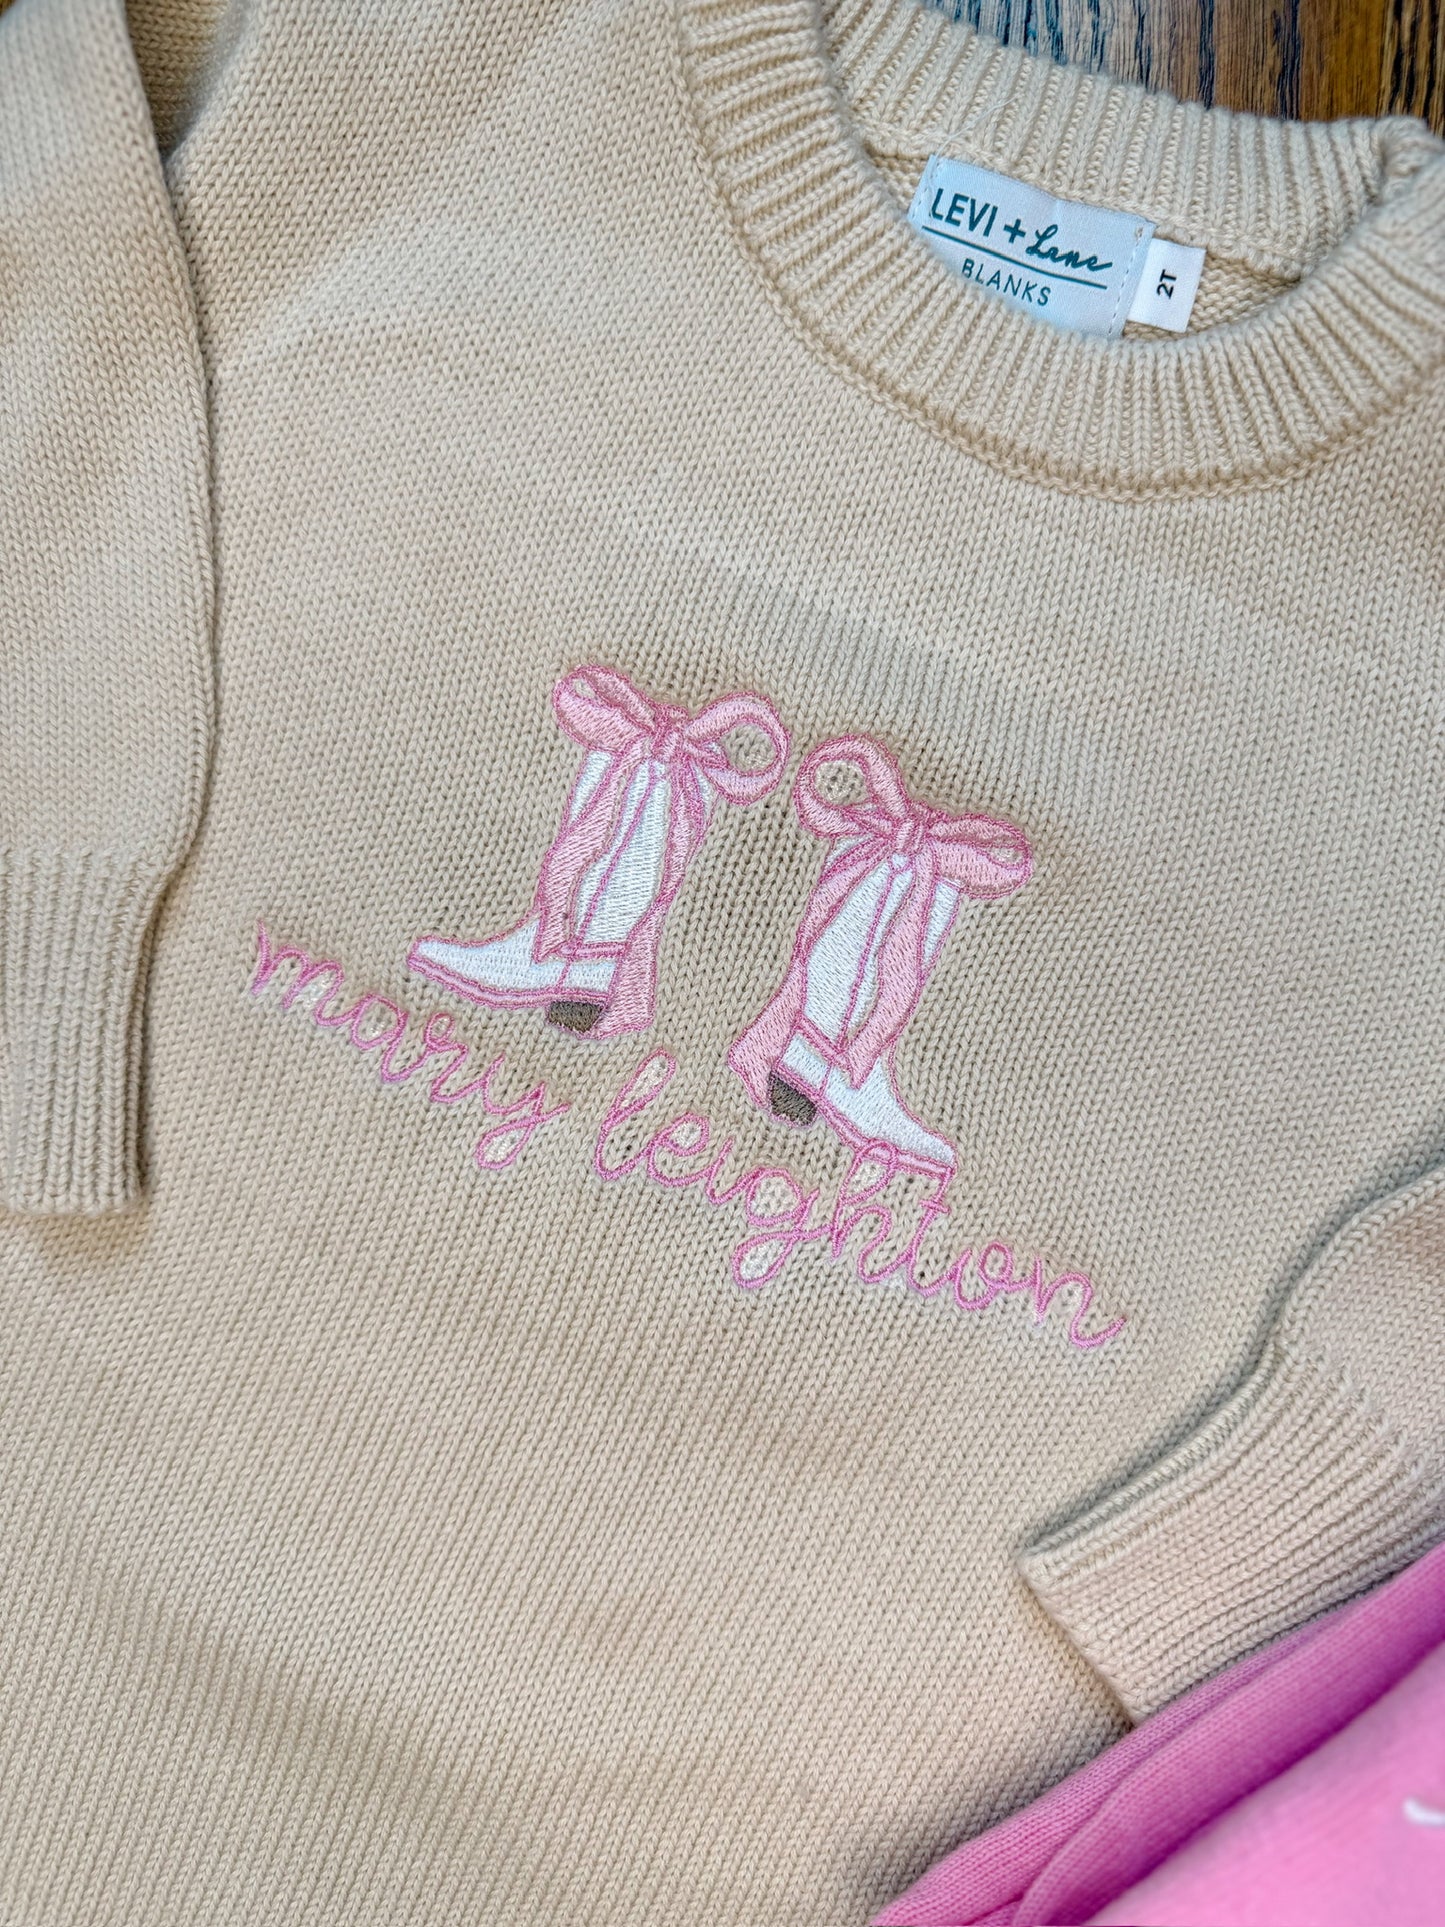 LEVI + Lane
BLANKS
2T
mary leighton